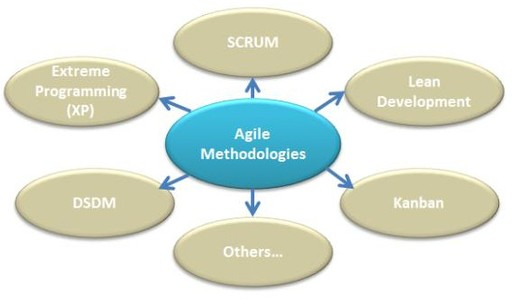 SCRUM
Extreme
Programming
(XP)
Lean
Development
Agile
Methodologies
DSDM
Kanban
Others...